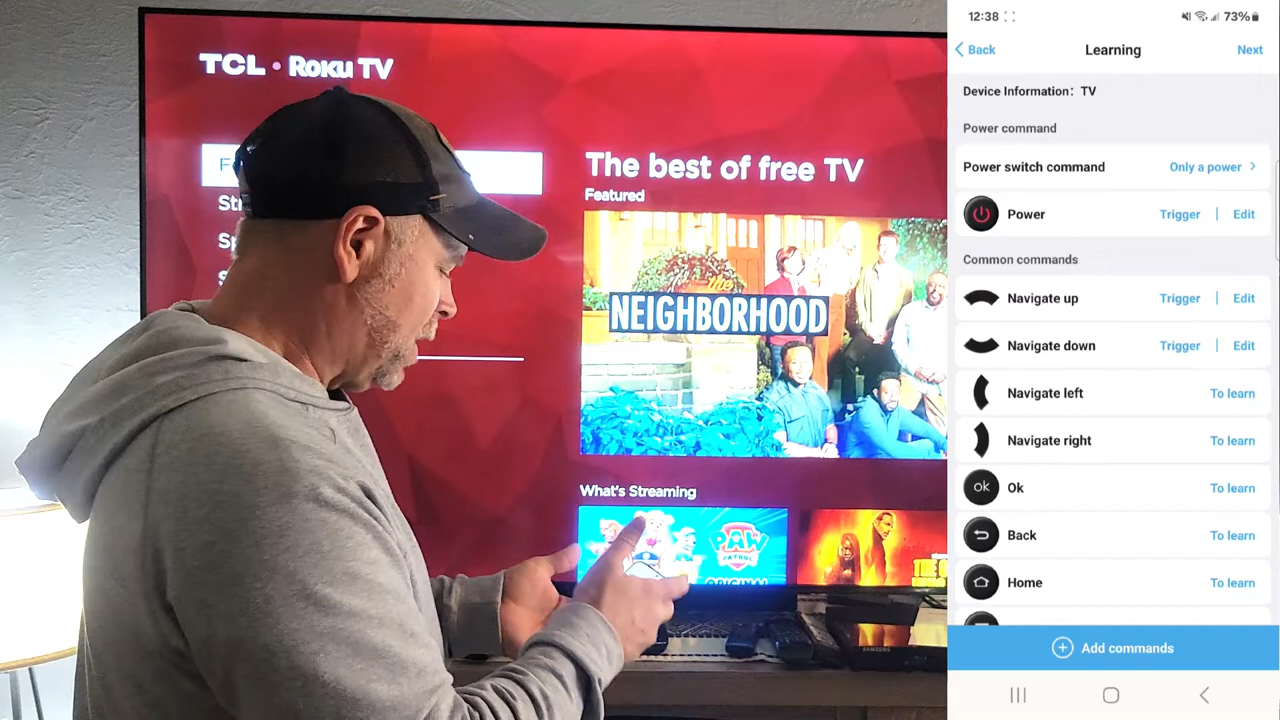 TCL • Roku TV
The best of free TV
Featured
the
NEIGHBORHOOD
What's Streaming
PAW
PATROL
ORIGINAL
SAMSUNG
12:38
73%
Back
Learning
Next
Device Information: TV
Power command
Power switch command Only a power
Power Trigger | Edit
Common commands
Navigate up Trigger | Edit
Navigate down Trigger | Edit
Navigate left To learn
Navigate right To learn
ok Ok To learn
Back To learn
Home To learn
Add commands